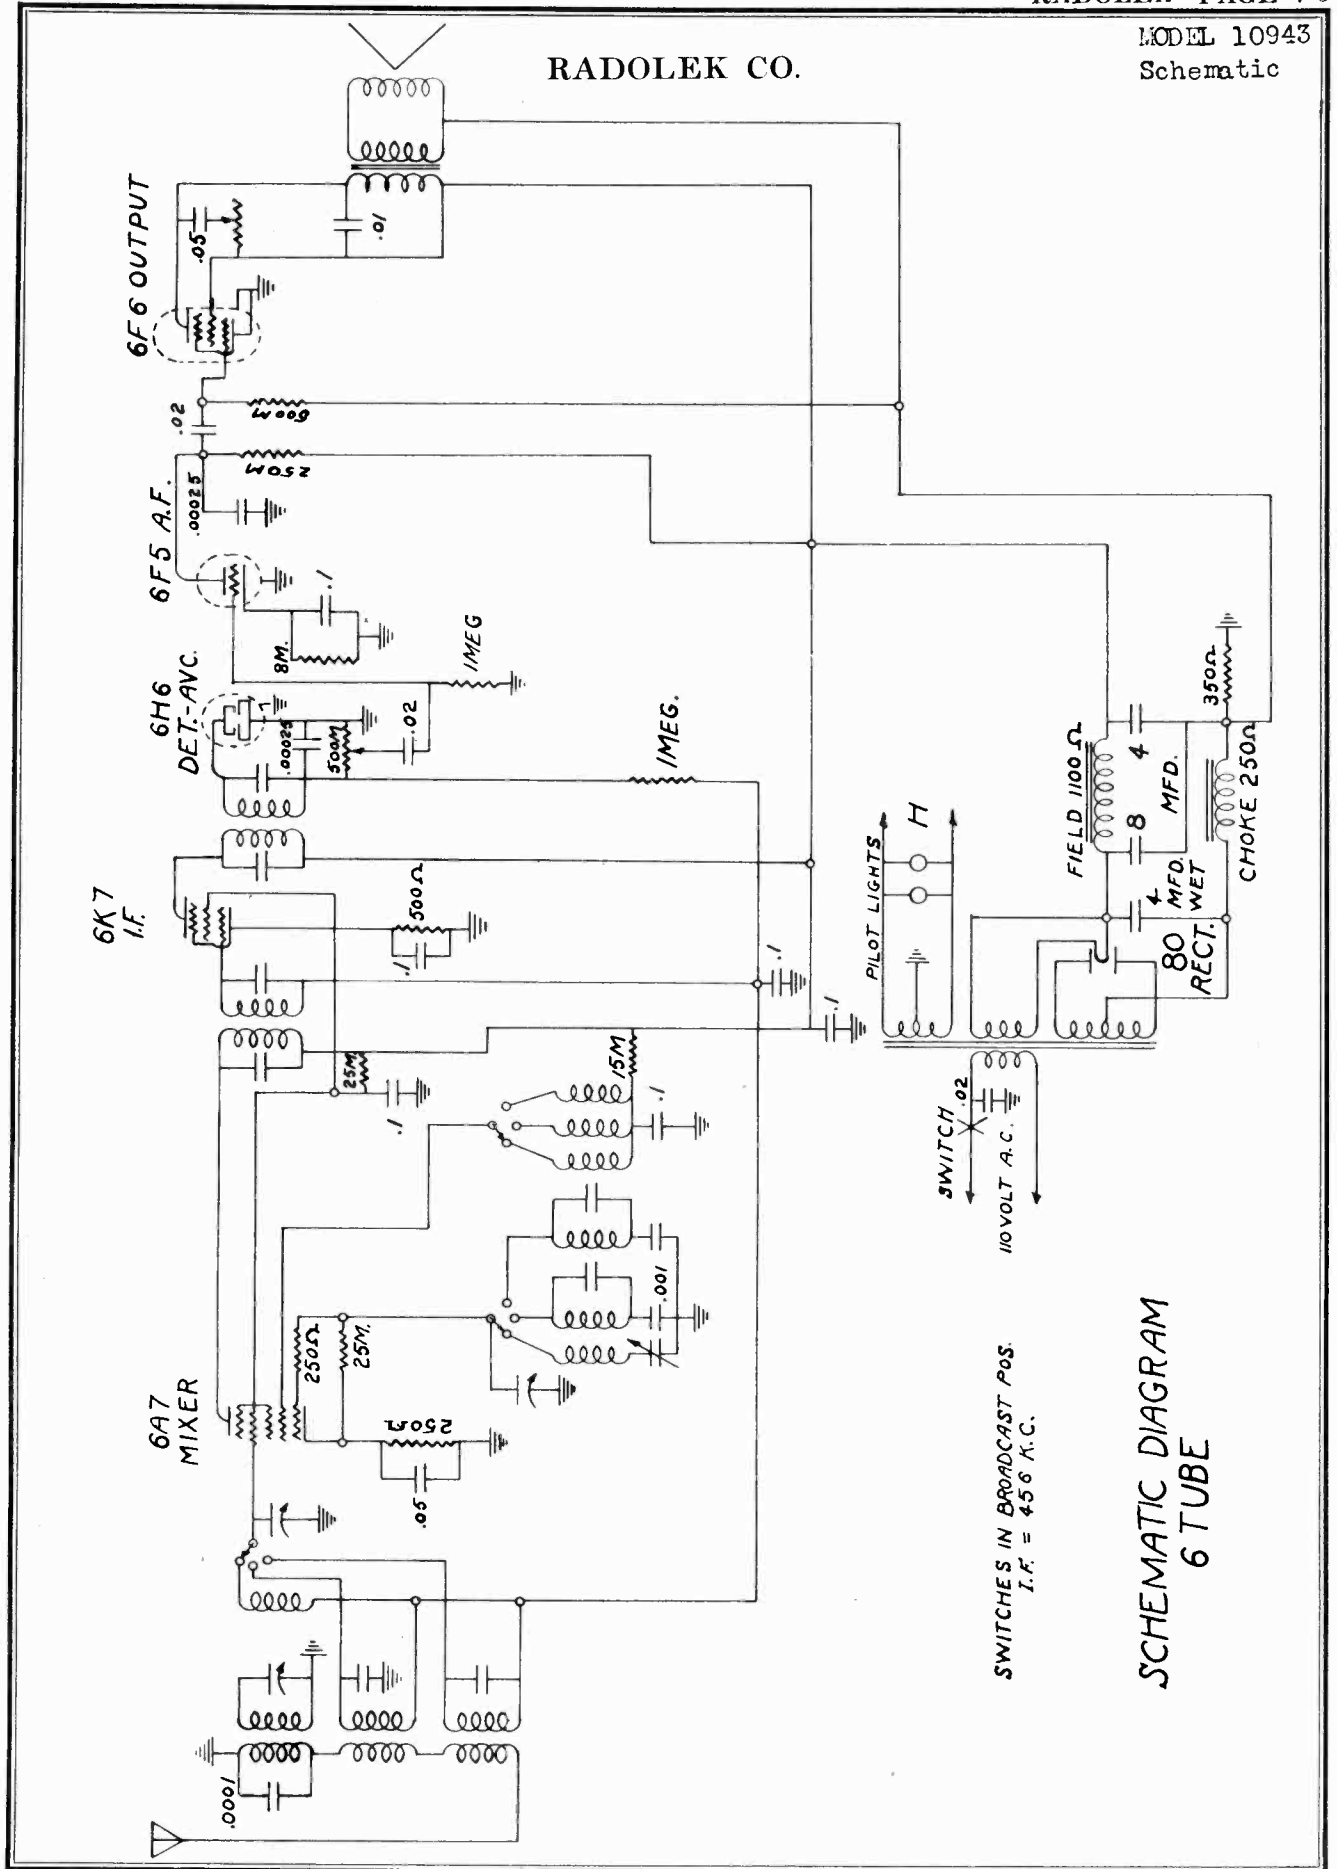 MODEL 10943
Schematic
RADOLEK CO.
6F6 OUTPUT
.05
.01
.02
600M
250M
.00025
6F5 A.F.
.1
8M.
1MEG
6H6
DET.-AVC.
.00025
500M
.02
1MEG.
6K7
I.F.
500Ω
.1
.1
.1
25M.
.1
15M
.1
6A7
MIXER
250Ω
25M.
.001
250Ω
.05
.0001
PILOT LIGHTS
H
FIELD 1100Ω
8
4
MFD.
350Ω
CHOKE 250Ω
4
MFD.
WET
80
RECT.
SWITCH
.02
110VOLT A.C.
SWITCHES IN BROADCAST POS.
I.F. = 456 K.C.
SCHEMATIC DIAGRAM
6 TUBE